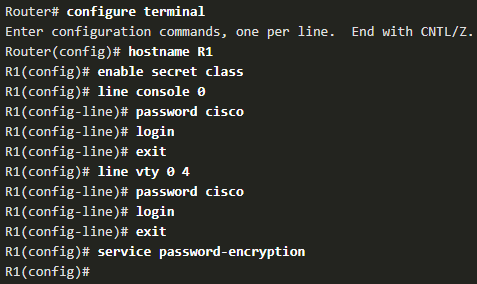 Router# configure terminal
Enter configuration commands, one per line.  End with CNTL/Z.
Router(config)# hostname R1
R1(config)# enable secret class
R1(config)# line console 0
R1(config-line)# password cisco
R1(config-line)# login
R1(config-line)# exit
R1(config)# line vty 0 4
R1(config-line)# password cisco
R1(config-line)# login
R1(config-line)# exit
R1(config)# service password-encryption
R1(config)#